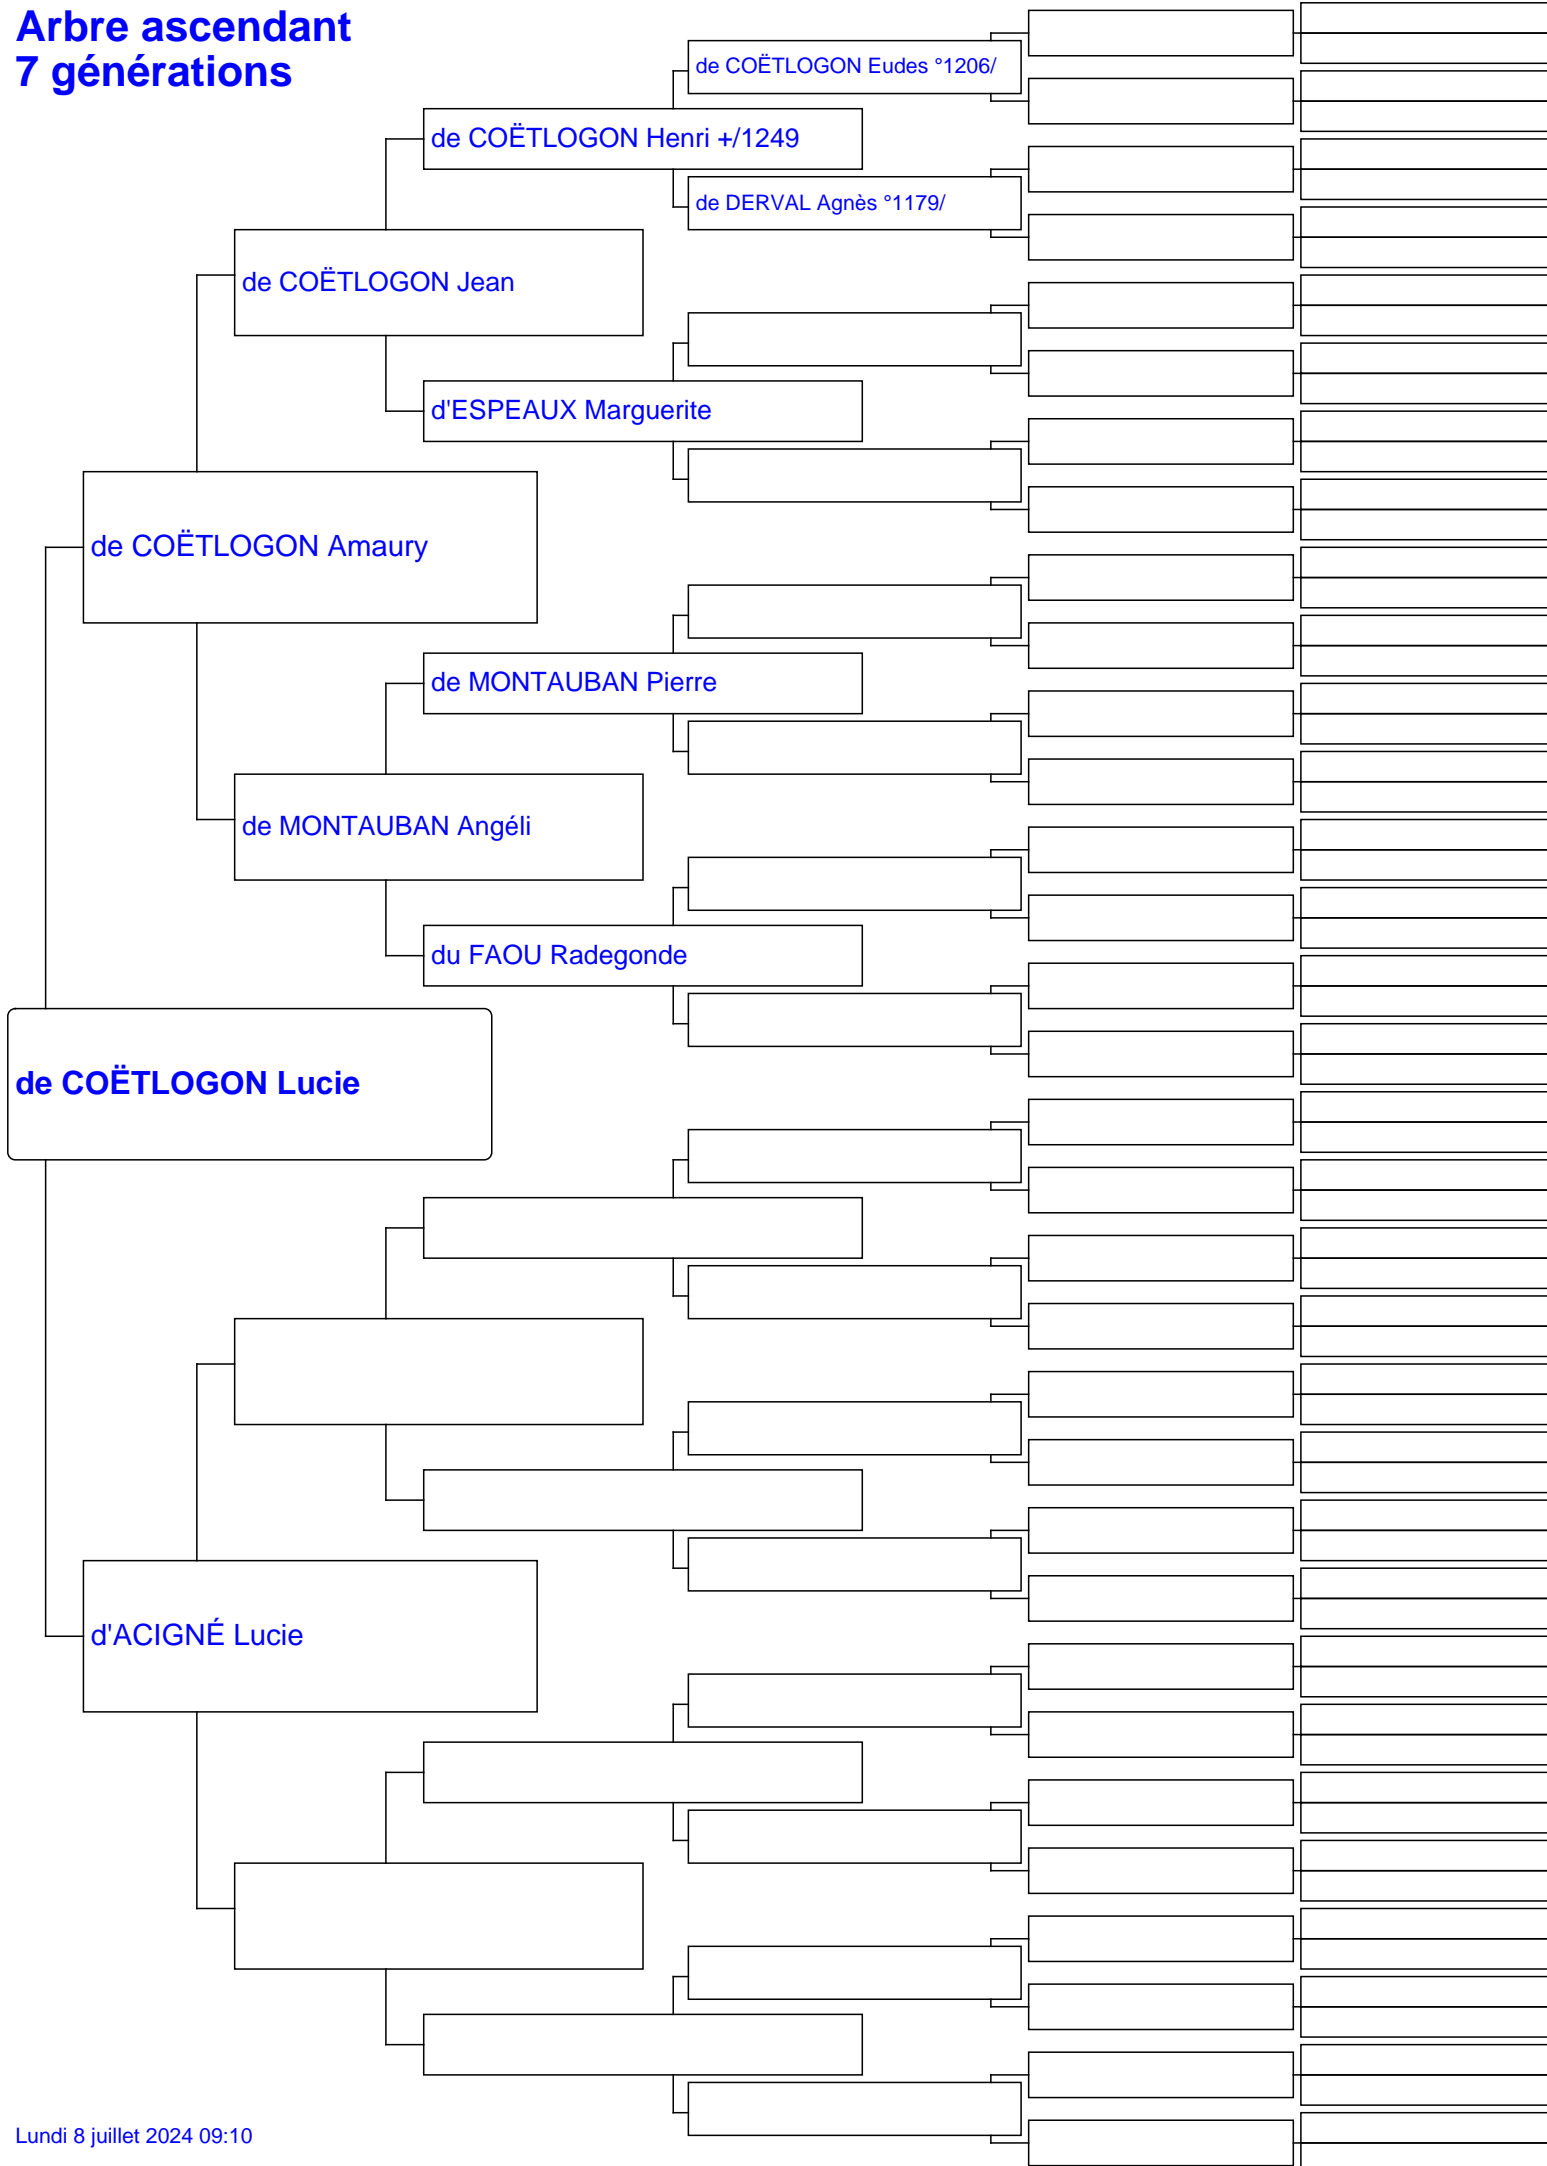 Arbre ascendant
7 générations
de COËTLOGON Eudes °1206/
de COËTLOGON Henri +/1249
de DERVAL Agnès °1179/
de COËTLOGON Jean
d'ESPEAUX Marguerite
de COËTLOGON Amaury
de MONTAUBAN Pierre
de MONTAUBAN Angéli
du FAOU Radegonde
de COËTLOGON Lucie
d'ACIGNÉ Lucie
Lundi 8 juillet 2024 09:10